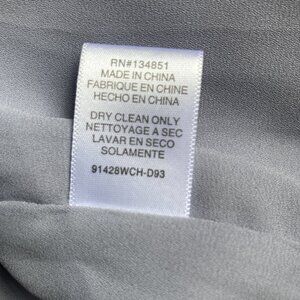 RN#134851
MADE IN CHINA
FABRIQUE EN CHINE
HECHO EN CHINA
DRY CLEAN ONLY
NETTOYAGE A SEC
LAVAR EN SECO
SOLAMENTE
91428WCH-D93